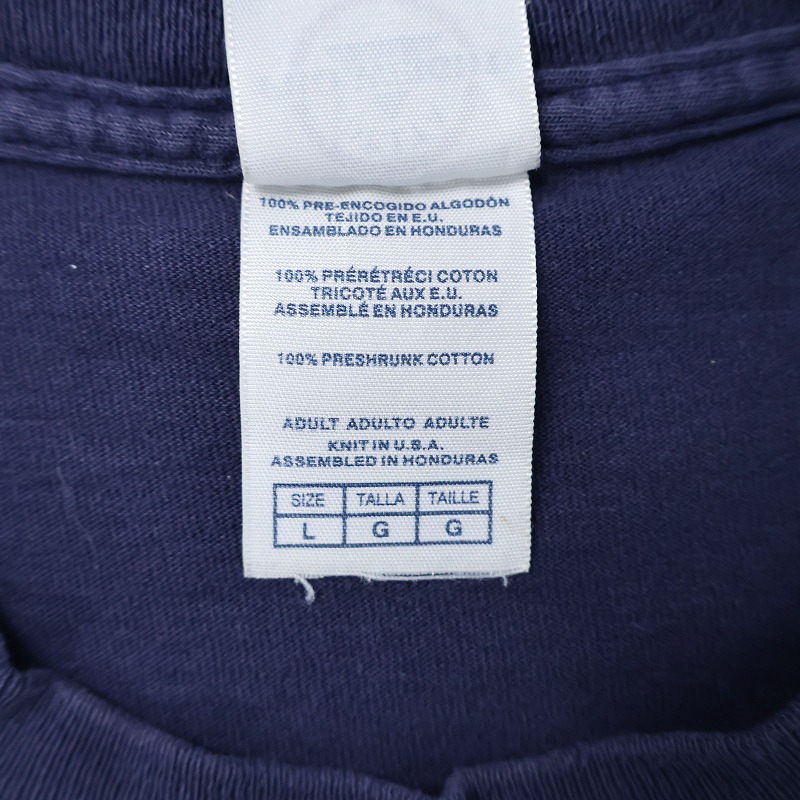 100% PRE-ENCOGIDO ALGODÓN
TEJIDO EN E.U.
ENSAMBLADO EN HONDURAS
100% PRÉRÉTRÉCI COTON
TRICOTÉ AUX E.U.
ASSEMBLÉ EN HONDURAS
100% PRESHRUNK COTTON
ADULT ADULTO ADULTE
KNIT IN U.S.A.
ASSEMBLED IN HONDURAS
SIZE TALLA TAILLE
L G G